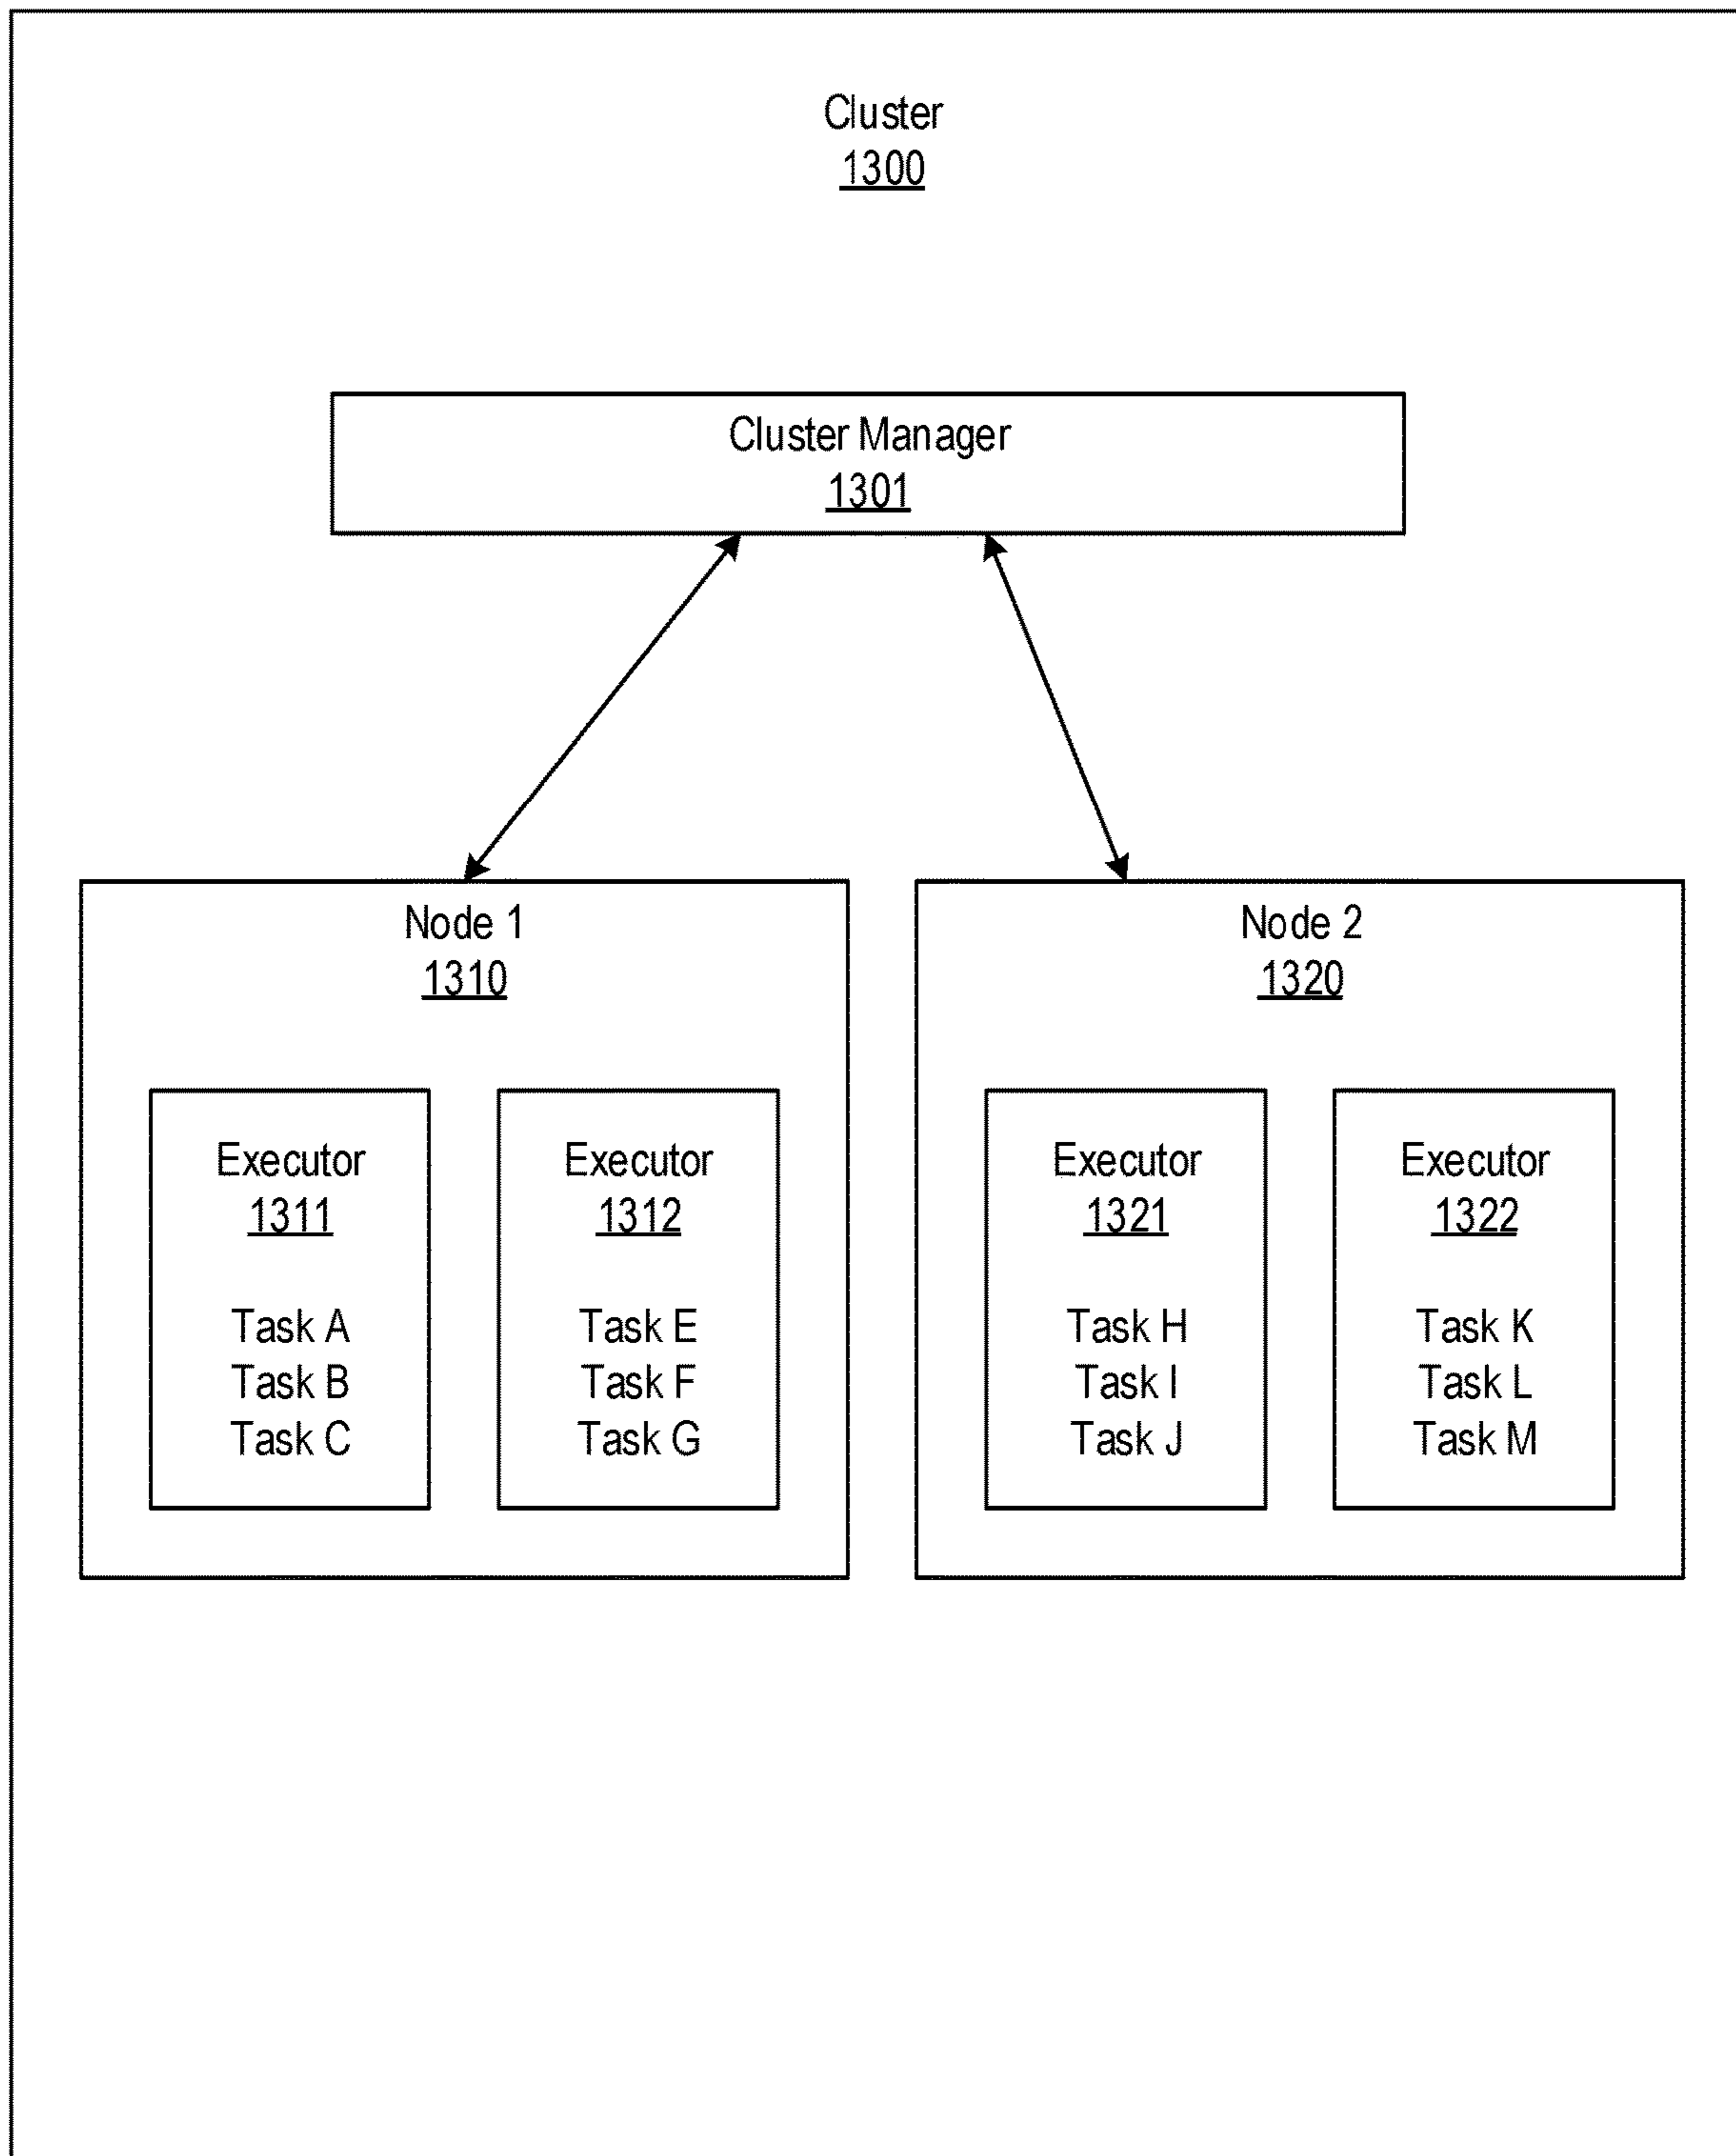 Cluster
1300
Cluster Manager
1301
Node 1
1310
Executor
1311
Task A
Task B
Task C
Executor
1312
Task E
Task F
Task G
Node 2
1320
Executor
1321
Task H
Task I
Task J
Executor
1322
Task K
Task L
Task M